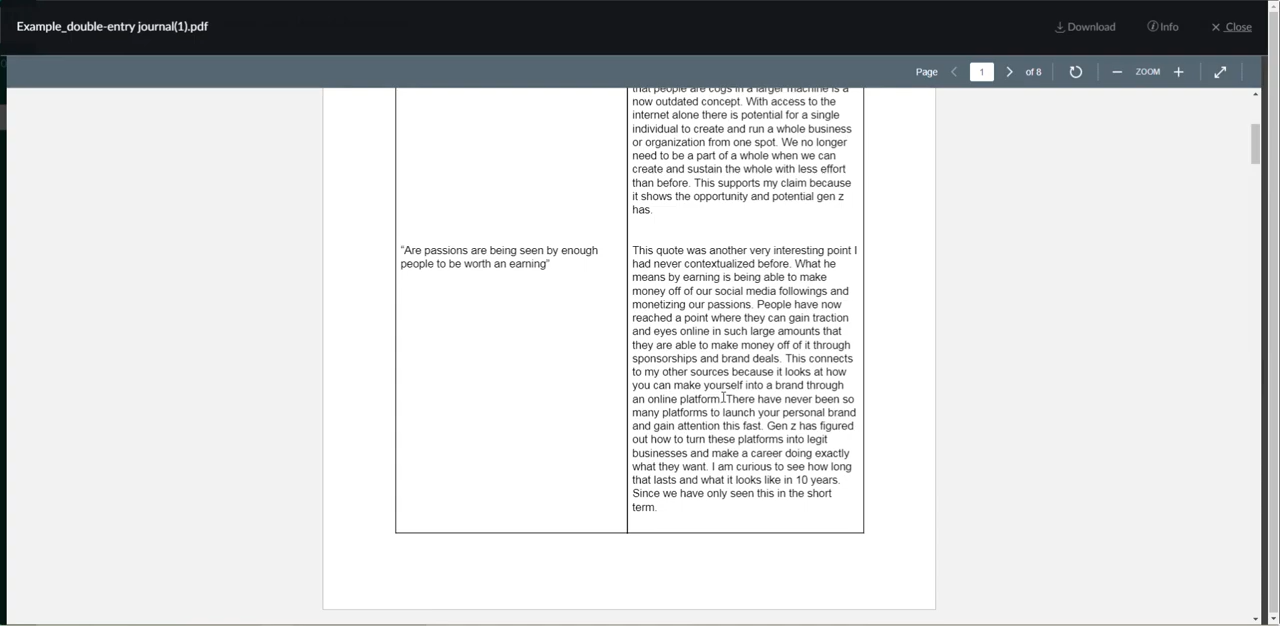 Example_double-entry journal(1).pdf
Download
Info
Close
Page
1
of 8
ZOOM
that people are cogs in a larger machine is a
now outdated concept. With access to the
internet alone there is potential for a single
individual to create and run a whole business
or organization from one spot. We no longer
need to be a part of a whole when we can
create and sustain the whole with less effort
than before. This supports my claim because
it shows the opportunity and potential gen z
has.
“Are passions are being seen by enough
people to be worth an earning”
This quote was another very interesting point I
had never contextualized before. What he
means by earning is being able to make
money off of our social media followings and
monetizing our passions. People have now
reached a point where they can gain traction
and eyes online in such large amounts that
they are able to make money off of it through
sponsorships and brand deals. This connects
to my other sources because it looks at how
you can make yourself into a brand through
an online platform. There have never been so
many platforms to launch your personal brand
and gain attention this fast. Gen z has figured
out how to turn these platforms into legit
businesses and make a career doing exactly
what they want. I am curious to see how long
that lasts and what it looks like in 10 years.
Since we have only seen this in the short
term.